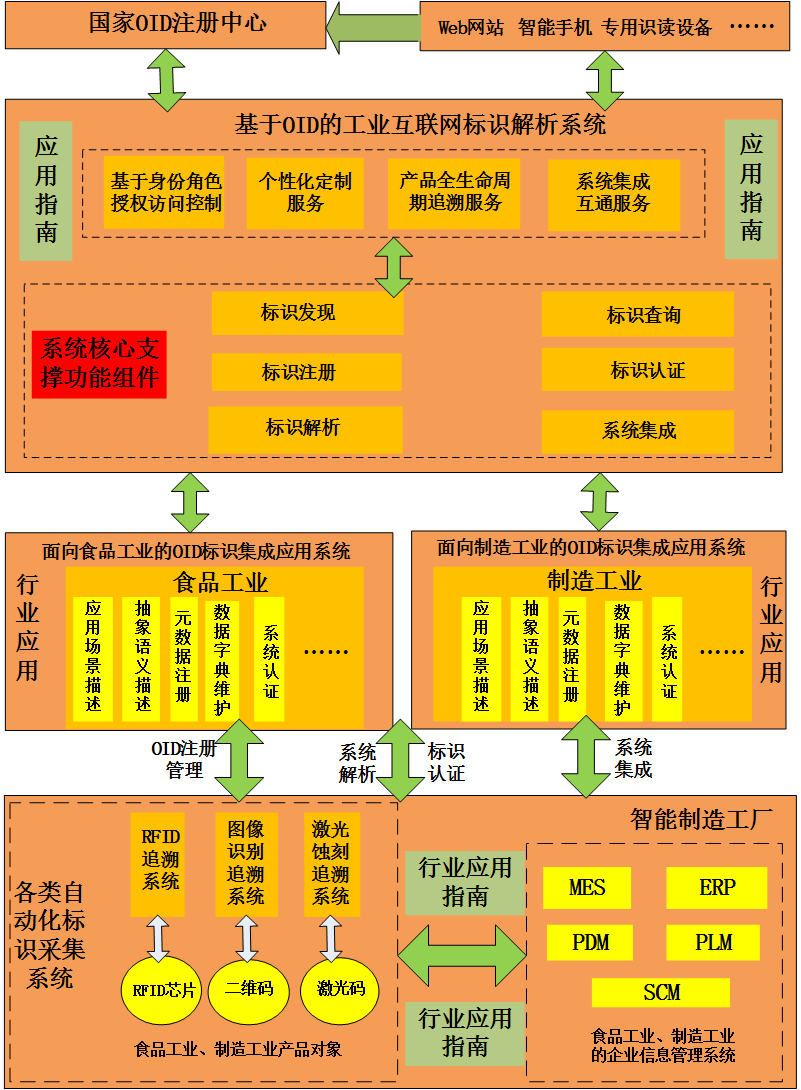 国家OID注册中心
Web网站 智能手机 专用识读设备 ……
基于OID的工业互联网标识解析系统
应用指南
应用指南
基于身份角色
授权访问控制
个性化定制
服务
产品全生命周
期追溯服务
系统集成
互通服务
系统核心支
撑功能组件
标识发现
标识查询
标识注册
标识认证
标识解析
系统集成
面向食品工业的OID标识集成应用系统
行业应用
食品工业
应用场景描述
抽象语义描述
元数据注册
数据字典维护
系统认证
……
面向制造工业的OID标识集成应用系统
制造工业
应用场景描述
抽象语义描述
元数据注册
数据字典维护
系统认证
……
行业应用
OID注册
管理
系统
解析
标识
认证
系统
集成
各类自
动化标
识采集
系统
RFID
追溯
系统
图像
识别
追溯
系统
激光
蚀刻
追溯
系统
RFID芯片
二维码
激光码
食品工业、制造工业产品对象
行业应用
指南
行业应用
指南
智能制造工厂
MES
ERP
PDM
PLM
SCM
食品工业、制造工业
的企业信息管理系统